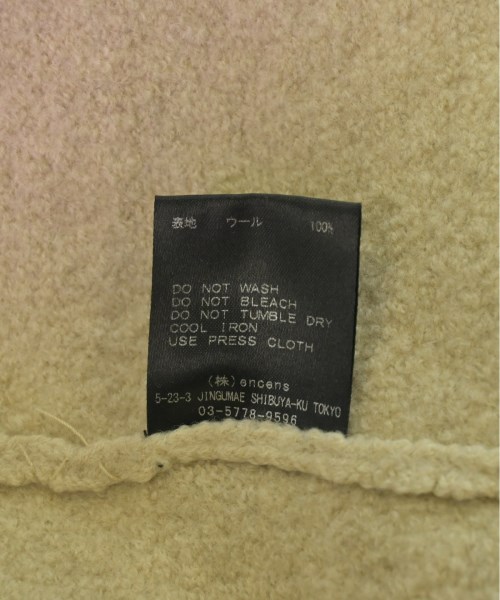 表地 ウール 100%
DO NOT WASH
DO NOT BLEACH
DO NOT TUMBLE DRY
COOL IRON
USE PRESS CLOTH
(株) encens
5-23-3 JINGUMAE SHIBUYA-KU TOKYO
03-5778-9596